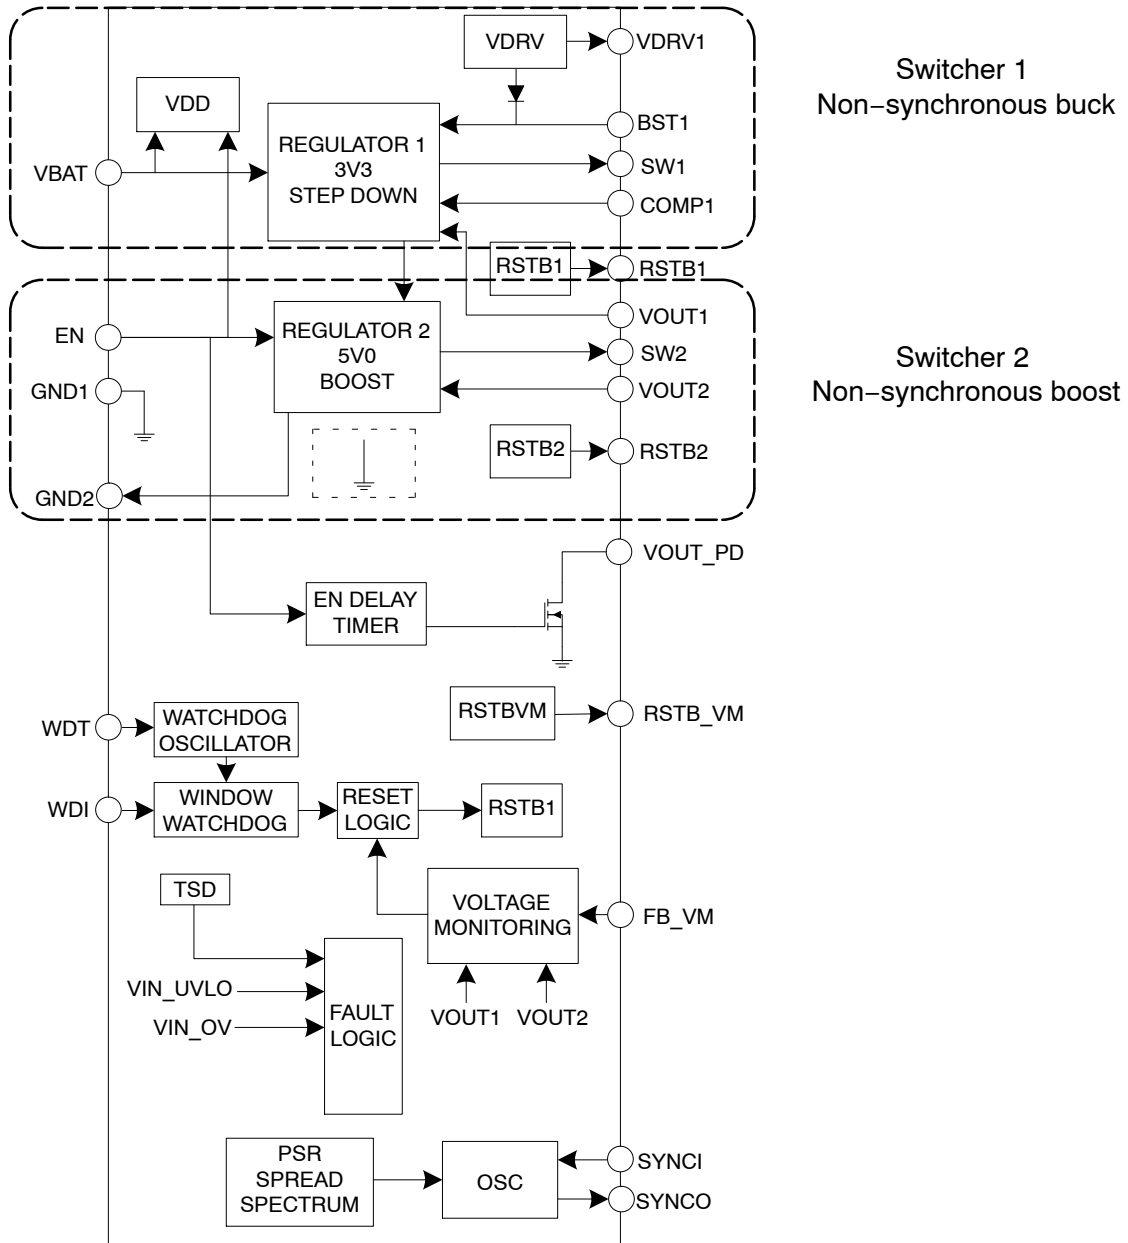 VDRV
VDRV1
Switcher 1
Non−synchronous buck
VDD
BST1
REGULATOR 1
3V3
STEP DOWN
VBAT
SW1
COMP1
RSTB1
RSTB1
VOUT1
EN
REGULATOR 2
5V0
BOOST
SW2
Switcher 2
Non−synchronous boost
GND1
VOUT2
RSTB2
RSTB2
GND2
VOUT_PD
EN DELAY
TIMER
RSTBVM
RSTB_VM
WDT
WATCHDOG
OSCILLATOR
WDI
WINDOW
WATCHDOG
RESET
LOGIC
RSTB1
TSD
VOLTAGE
MONITORING
FB_VM
VIN_UVLO
VIN_OV
FAULT
LOGIC
VOUT1
VOUT2
PSR
SPREAD
SPECTRUM
OSC
SYNCI
SYNCO